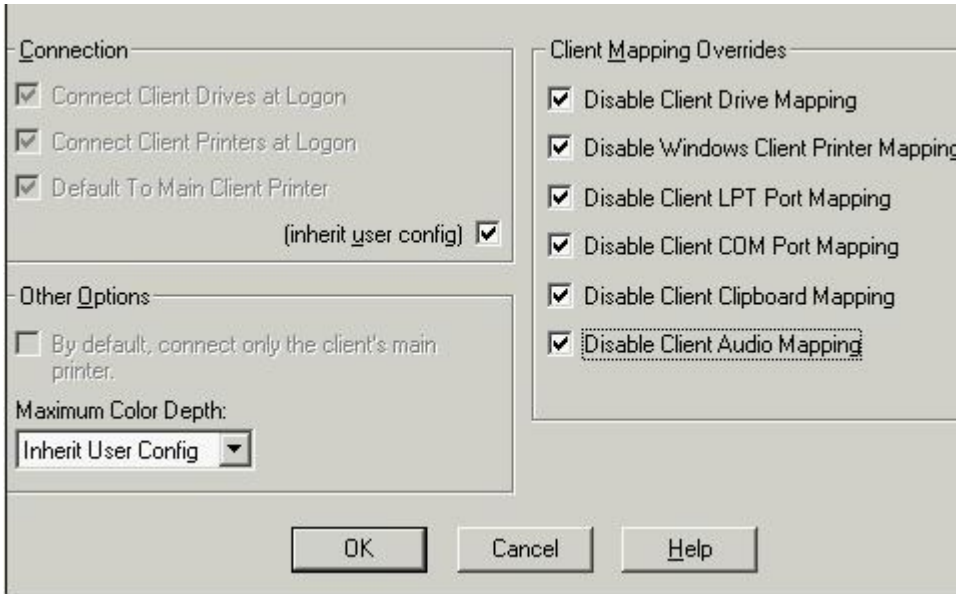 Connection
Connect Client Drives at Logon
Connect Client Printers at Logon
Default To Main Client Printer
(inherit user config)
Other Options
By default, connect only the client's main
printer.
Maximum Color Depth:
Inherit User Config
Client Mapping Overrides
Disable Client Drive Mapping
Disable Windows Client Printer Mapping
Disable Client LPT Port Mapping
Disable Client COM Port Mapping
Disable Client Clipboard Mapping
Disable Client Audio Mapping
OK
Cancel
Help